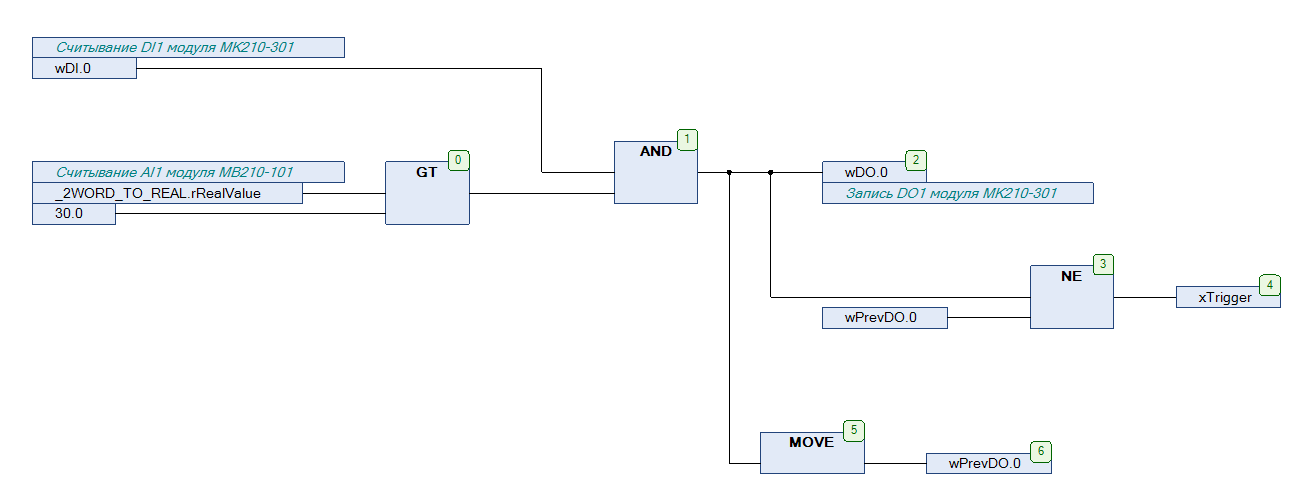 Считывание DI1 модуля МК210-301
wDI.0
1
AND
Считывание AI1 модуля МВ210-101
0
GT
2
wDO.0
_2WORD_TO_REAL.rRealValue
Запись DO1 модуля МК210-301
30.0
3
NE
4
xTrigger
wPrevDO.0
5
MOVE
6
wPrevDO.0